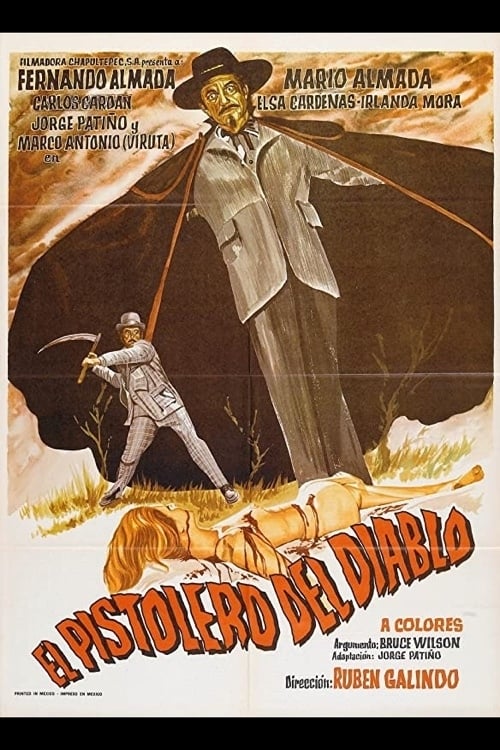 FILMADORA CHAPULTEPEC, S.A. presenta a:
FERNANDO ALMADA
MARIO ALMADA
CARLOS CARDAN
ELSA CARDENAS - IRLANDA MORA
JORGE PATIÑO y
MARCO ANTONIO (VIRUTA)
en
EL PISTOLERO DEL DIABLO
A COLORES
Argumento: BRUCE WILSON
Adaptación: JORGE PATIÑO
Dirección: RUBEN GALINDO
PRINTED IN MEXICO - IMPRESO EN MEXICO